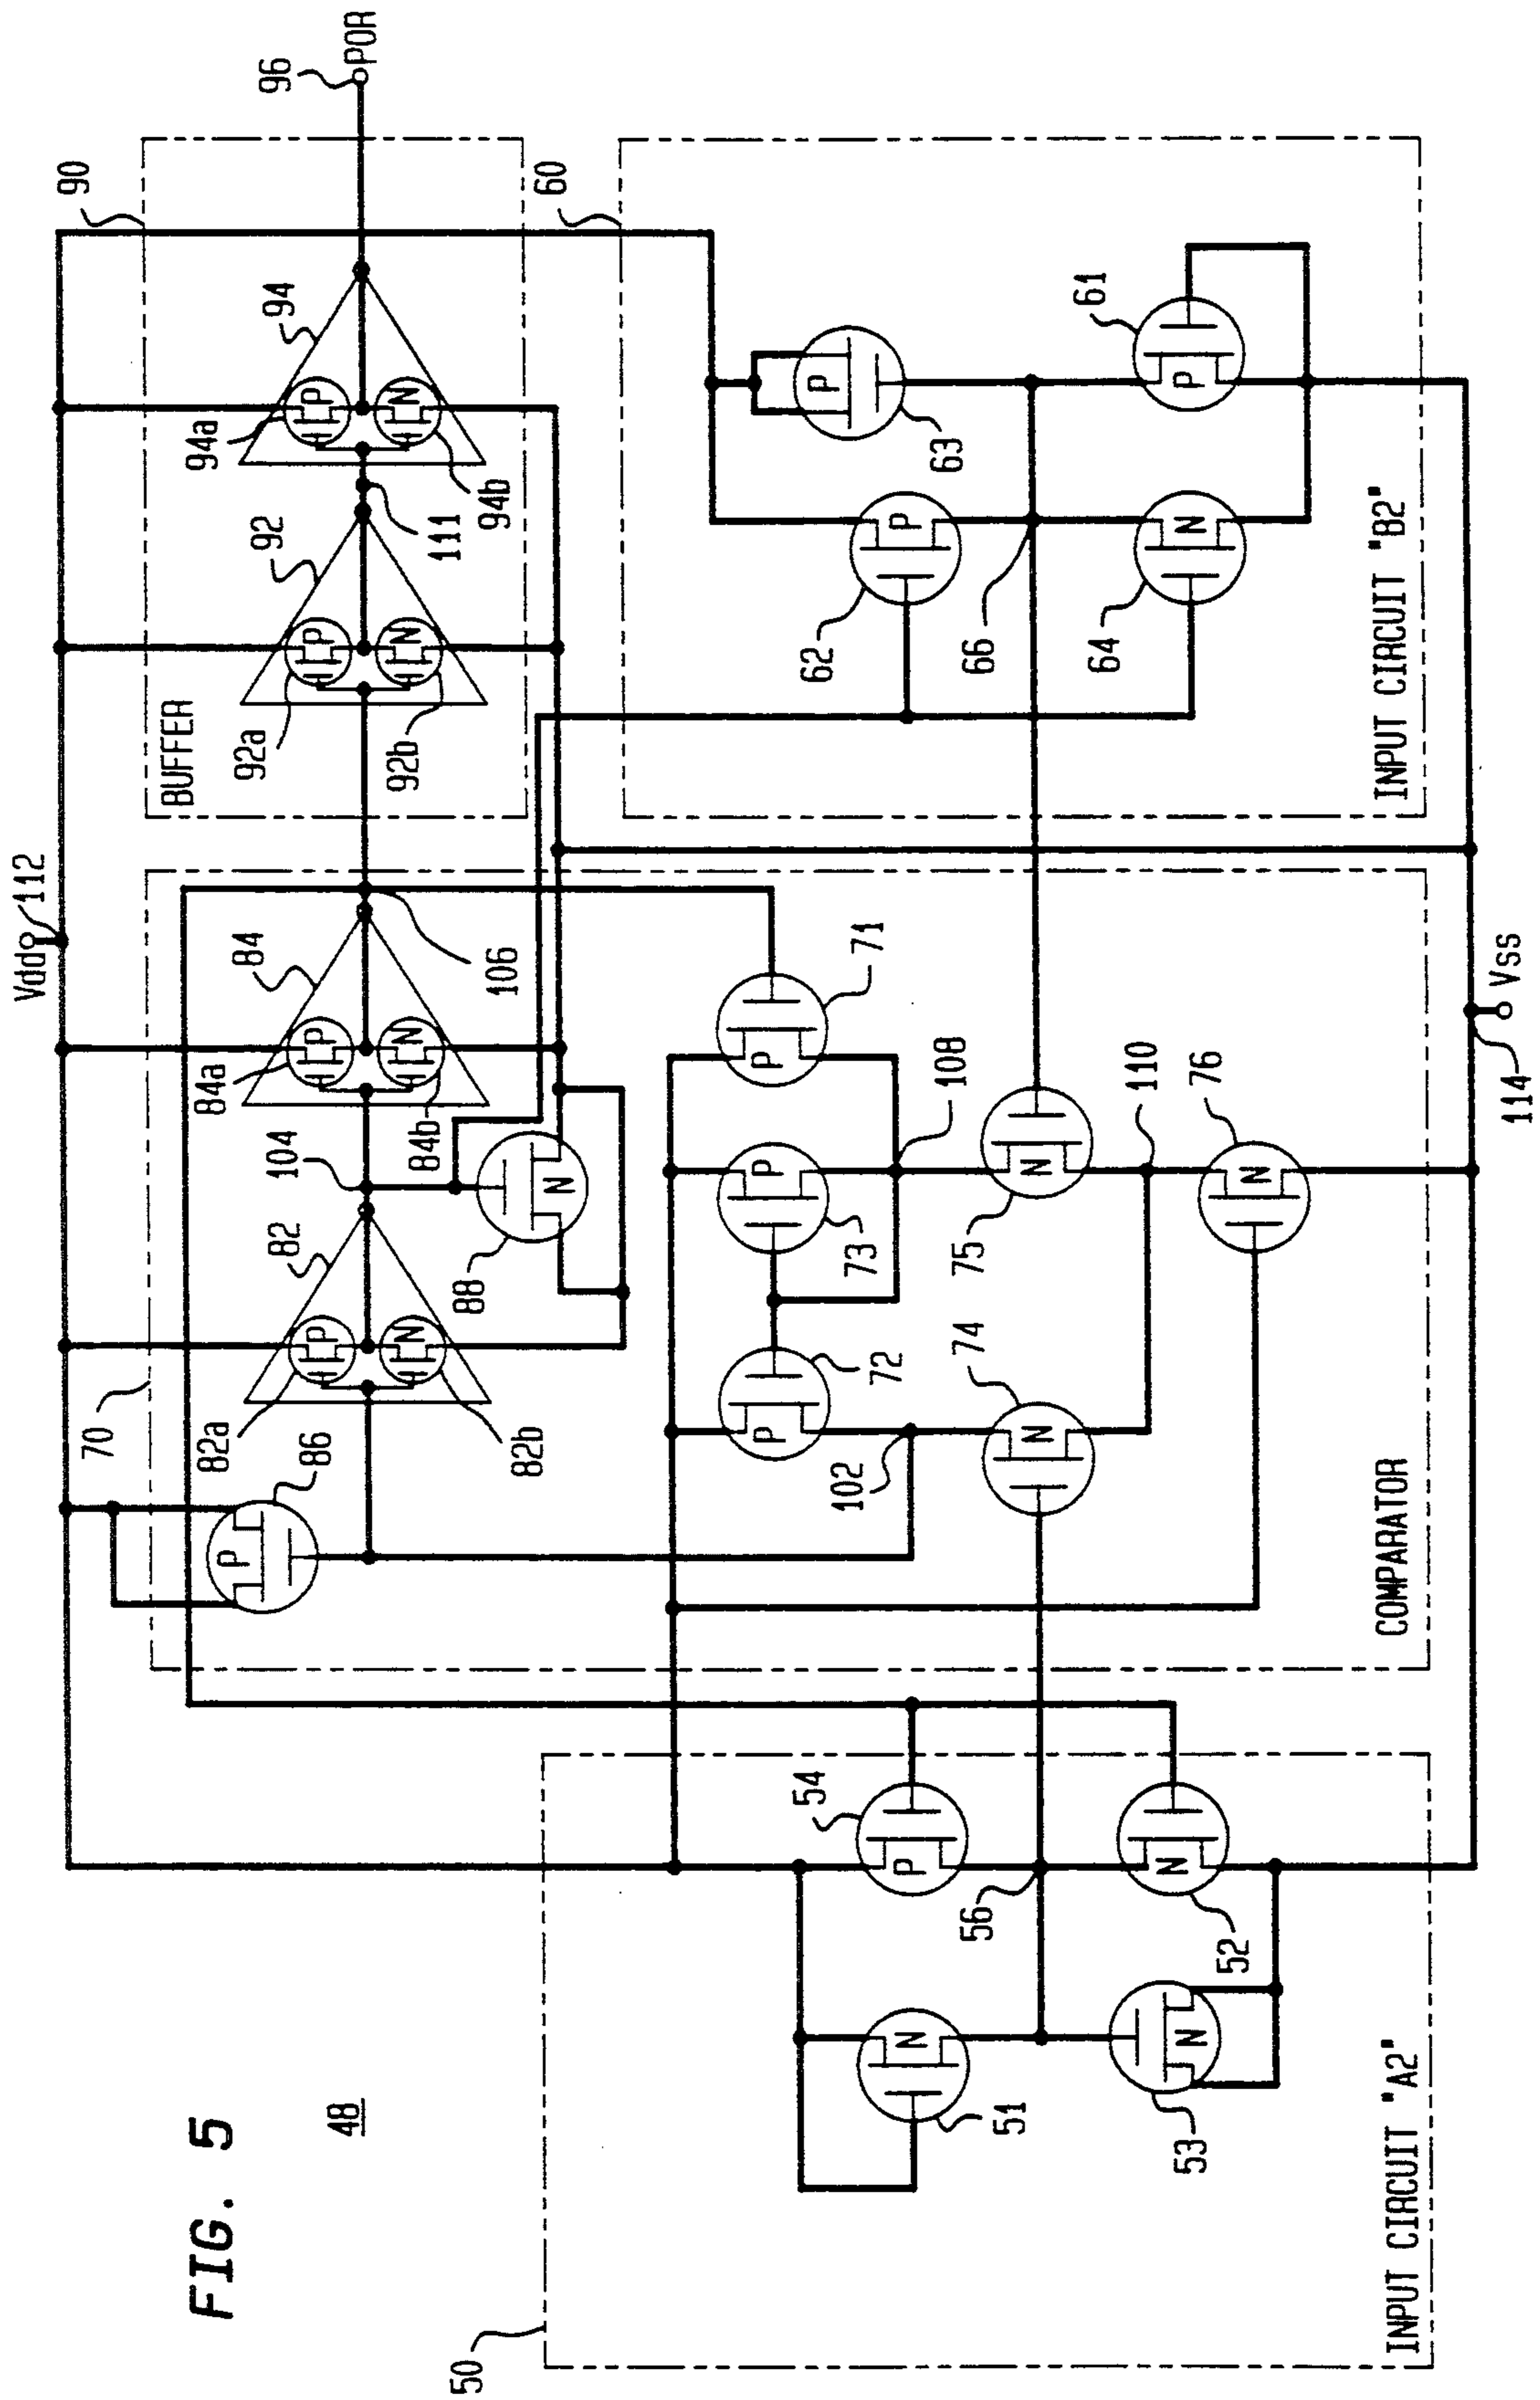 FIG. 5
48
Vdd
112
70
90
96
POR
BUFFER
86
82
82a
82b
104
88
84
84a
84b
106
92
92a
92b
111
94
94a
94b
60
50
54
51
56
52
53
INPUT CIRCUIT "A2"
72
73
71
102
108
74
75
110
76
COMPARATOR
62
63
66
64
61
INPUT CIRCUIT "B2"
114
Vss
P
N
P
N
P
N
P
N
P
N
P
P
P
P
N
N
N
N
P
N
N
P
P
N
P